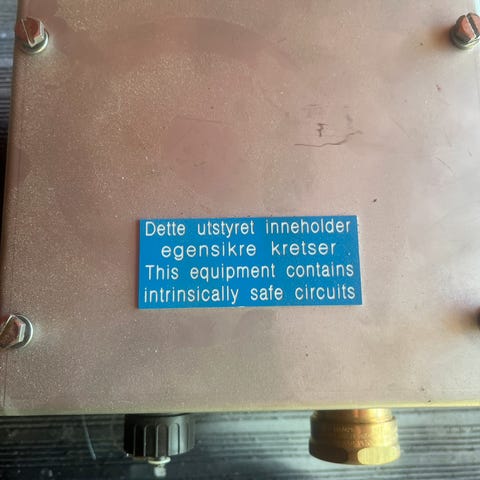 Dette utstyret inneholder
egensikre kretser
This equipment contains
intrinsically safe circuits